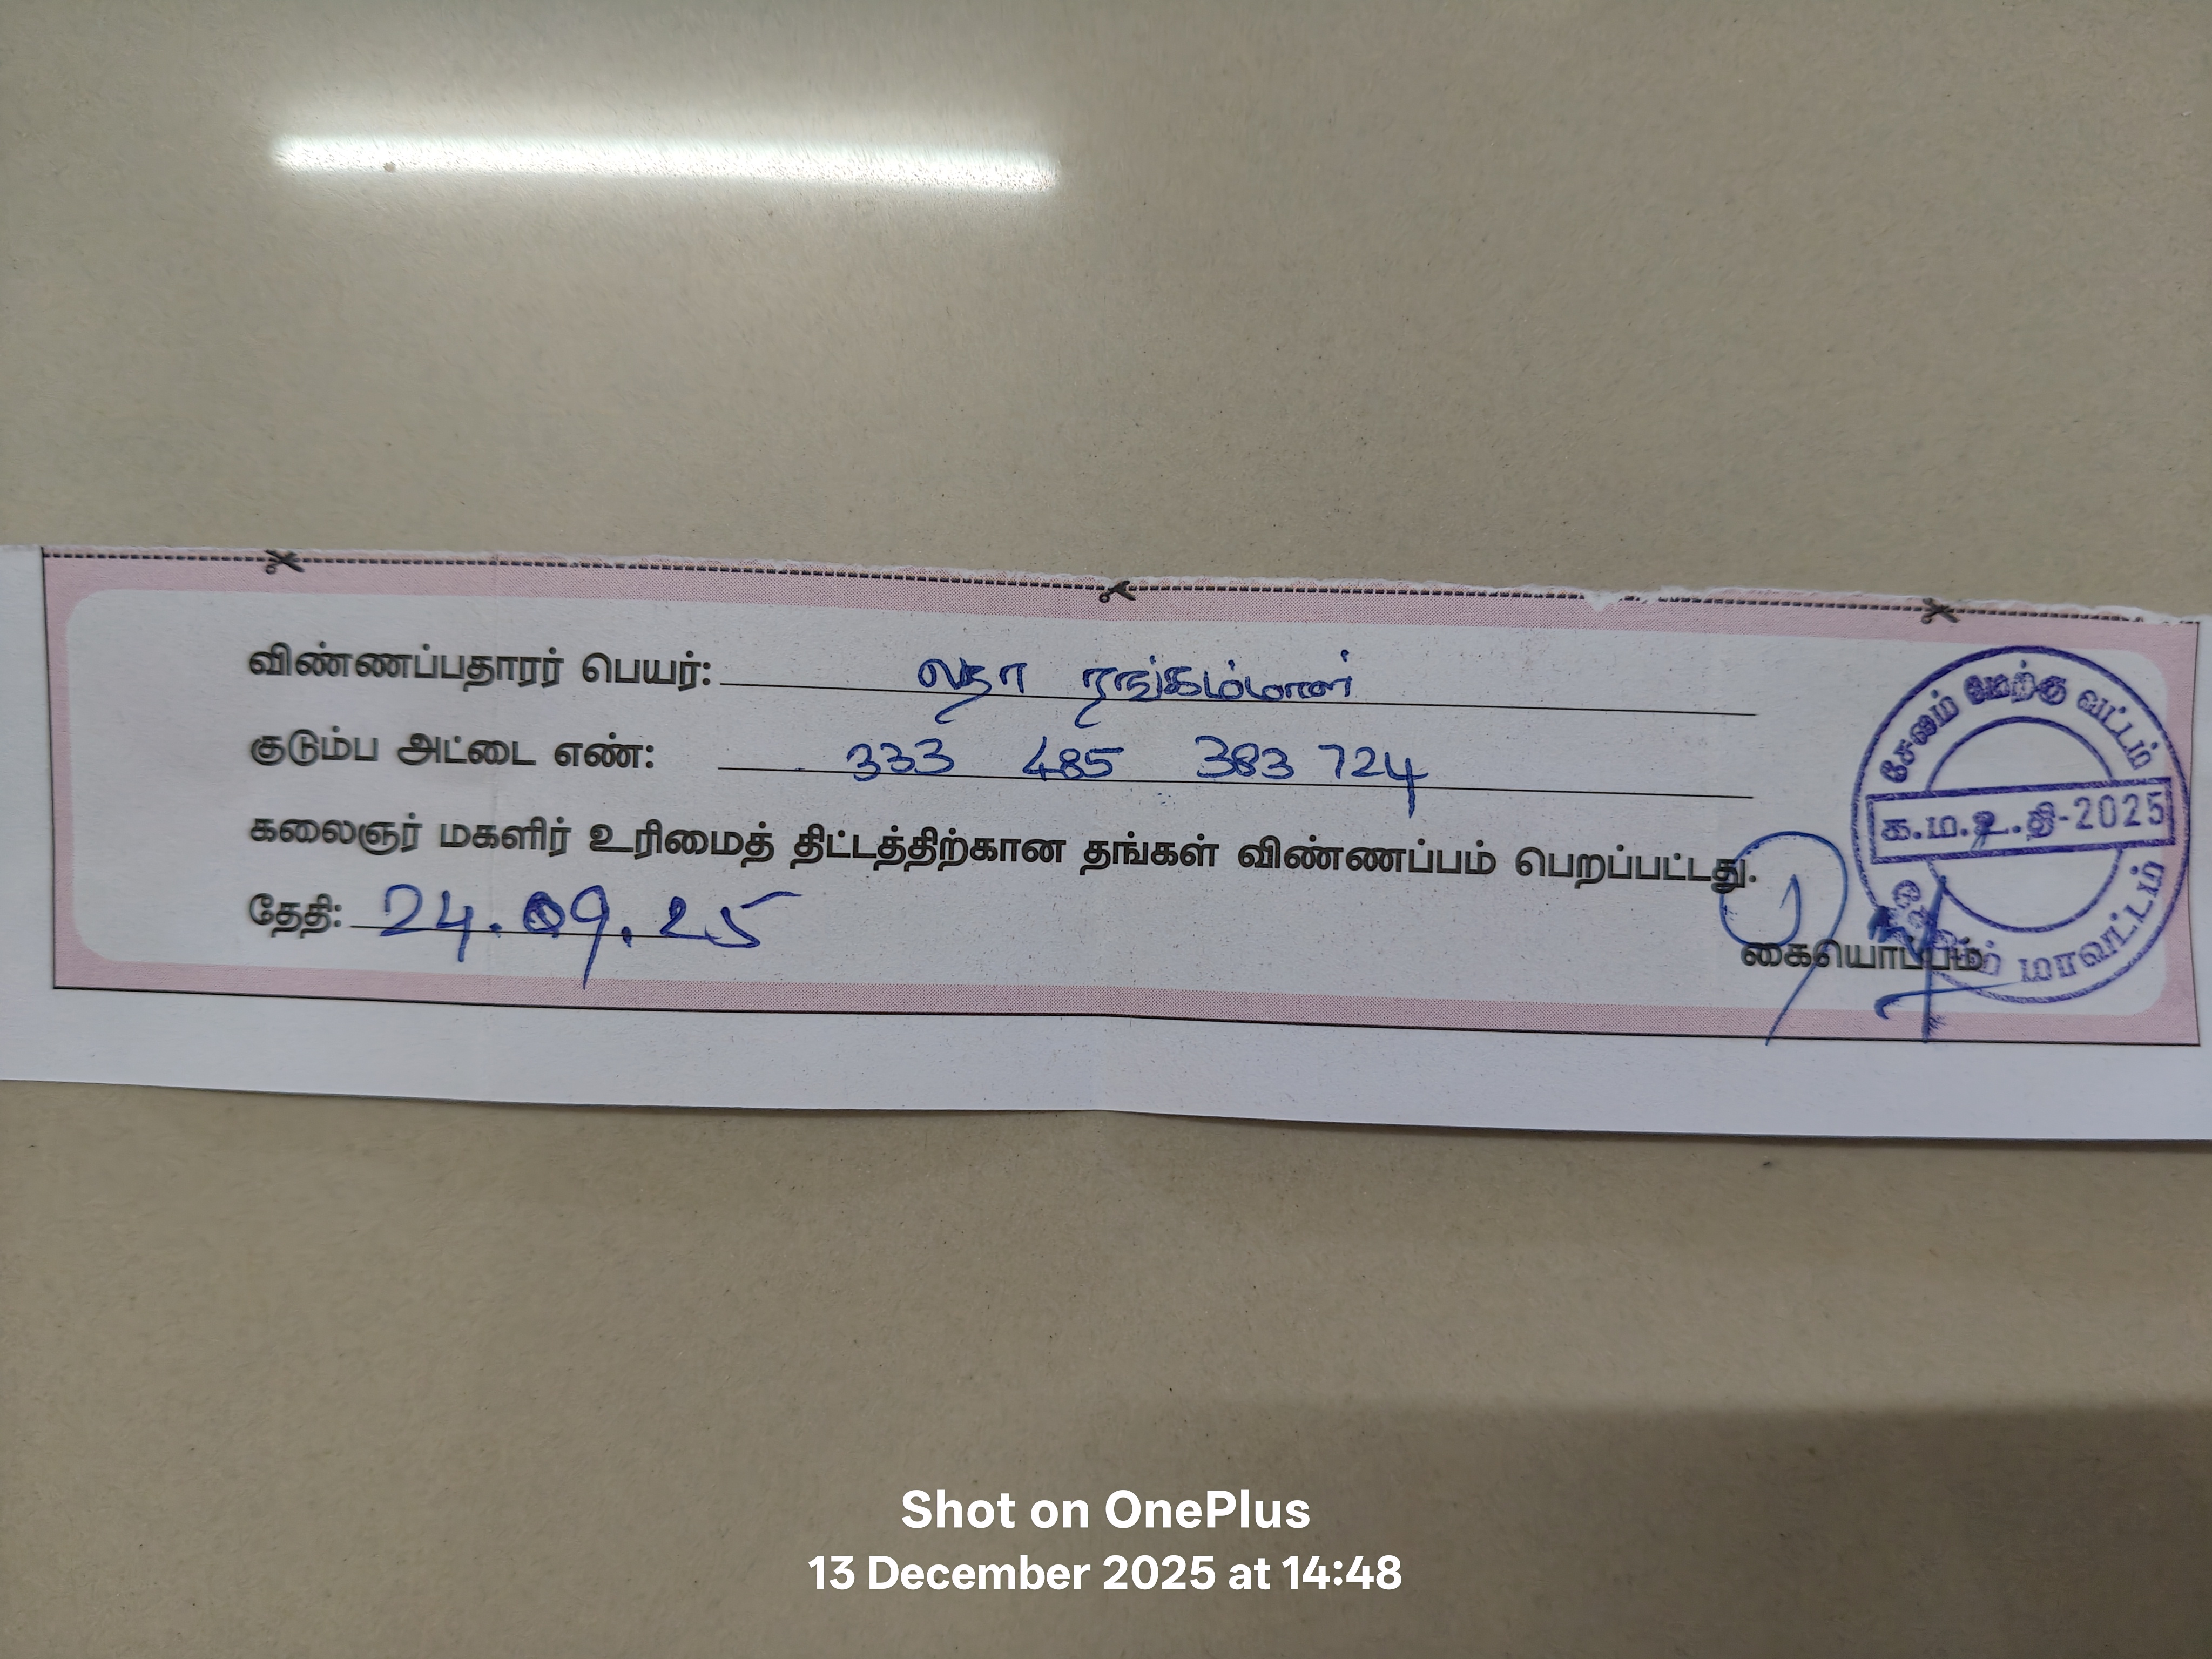 விண்ணப்பதாரர் பெயர்: லதா ரங்கம்மாள்
குடும்ப அட்டை எண்: 333 485 383 724
கலைஞர் மகளிர் உரிமைத் திட்டத்திற்கான தங்கள் விண்ணப்பம் பெறப்பட்டது.
தேதி: 24.09.25
கையொப்பம்
சேலம் மேற்கு வட்டம்
க.ம.உ.தி-2025
சேலம் மாவட்டம்
Shot on OnePlus
13 December 2025 at 14:48